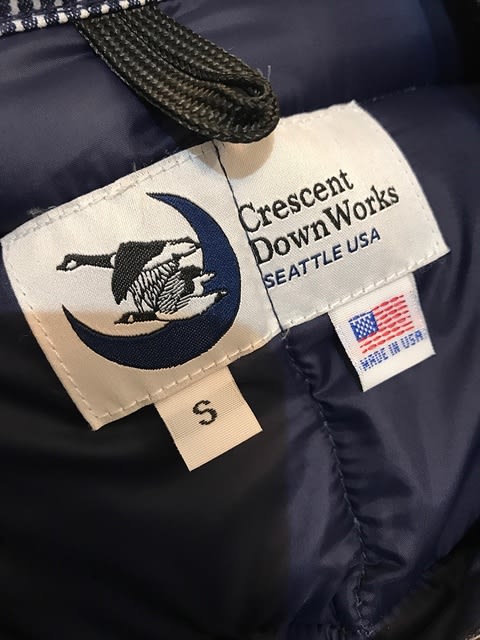 Crescent
DownWorks
SEATTLE USA
MADE IN USA
S